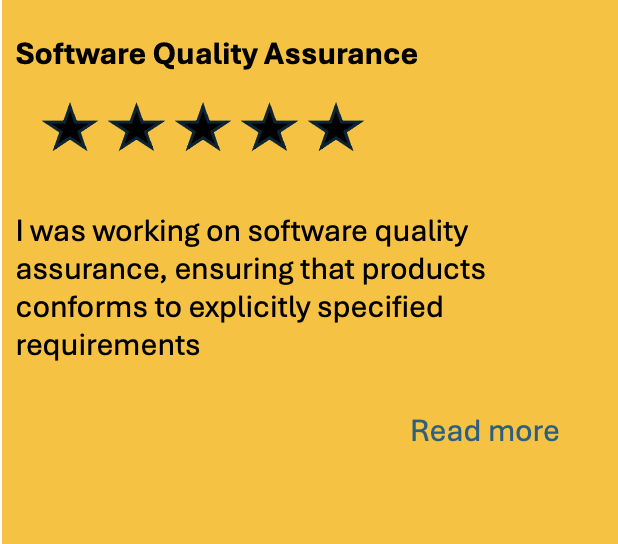 Software Quality Assurance
I was working on software quality
assurance, ensuring that products
conforms to explicitly specified
requirements
Read more